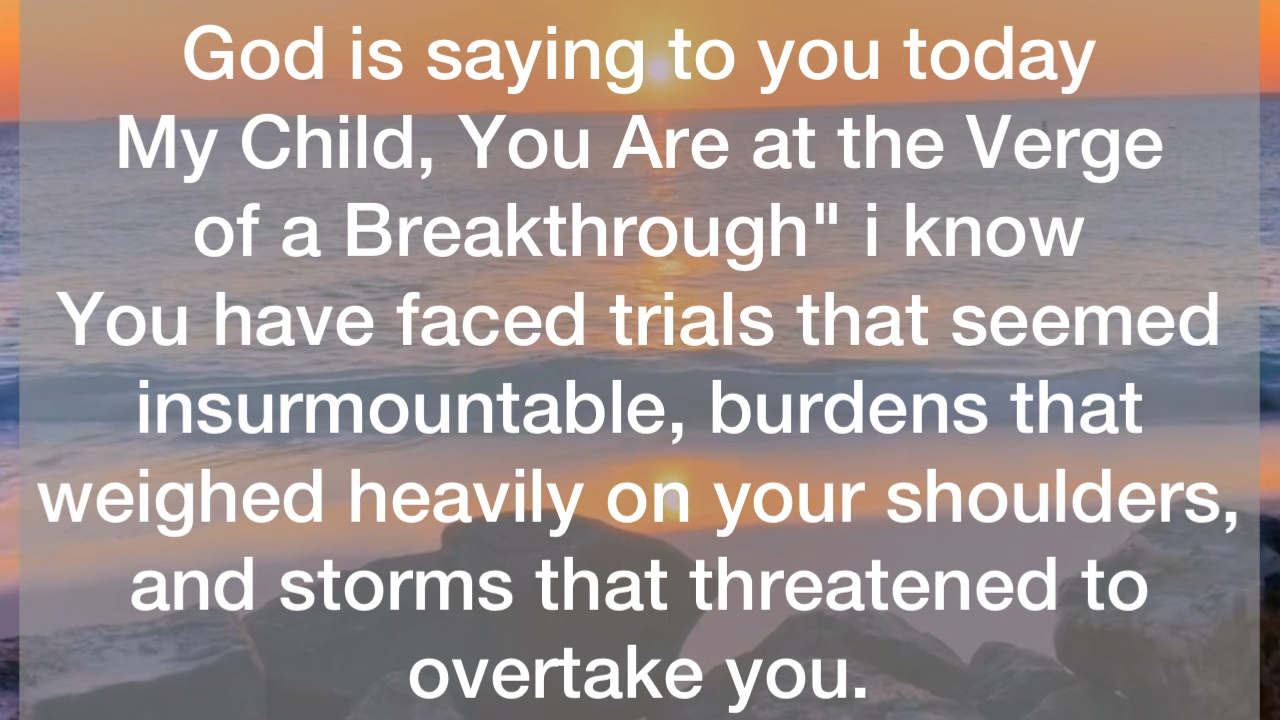 God is saying to you today
My Child, You Are at the Verge
of a Breakthrough" i know
You have faced trials that seemed
insurmountable, burdens that
weighed heavily on your shoulders,
and storms that threatened to
overtake you.